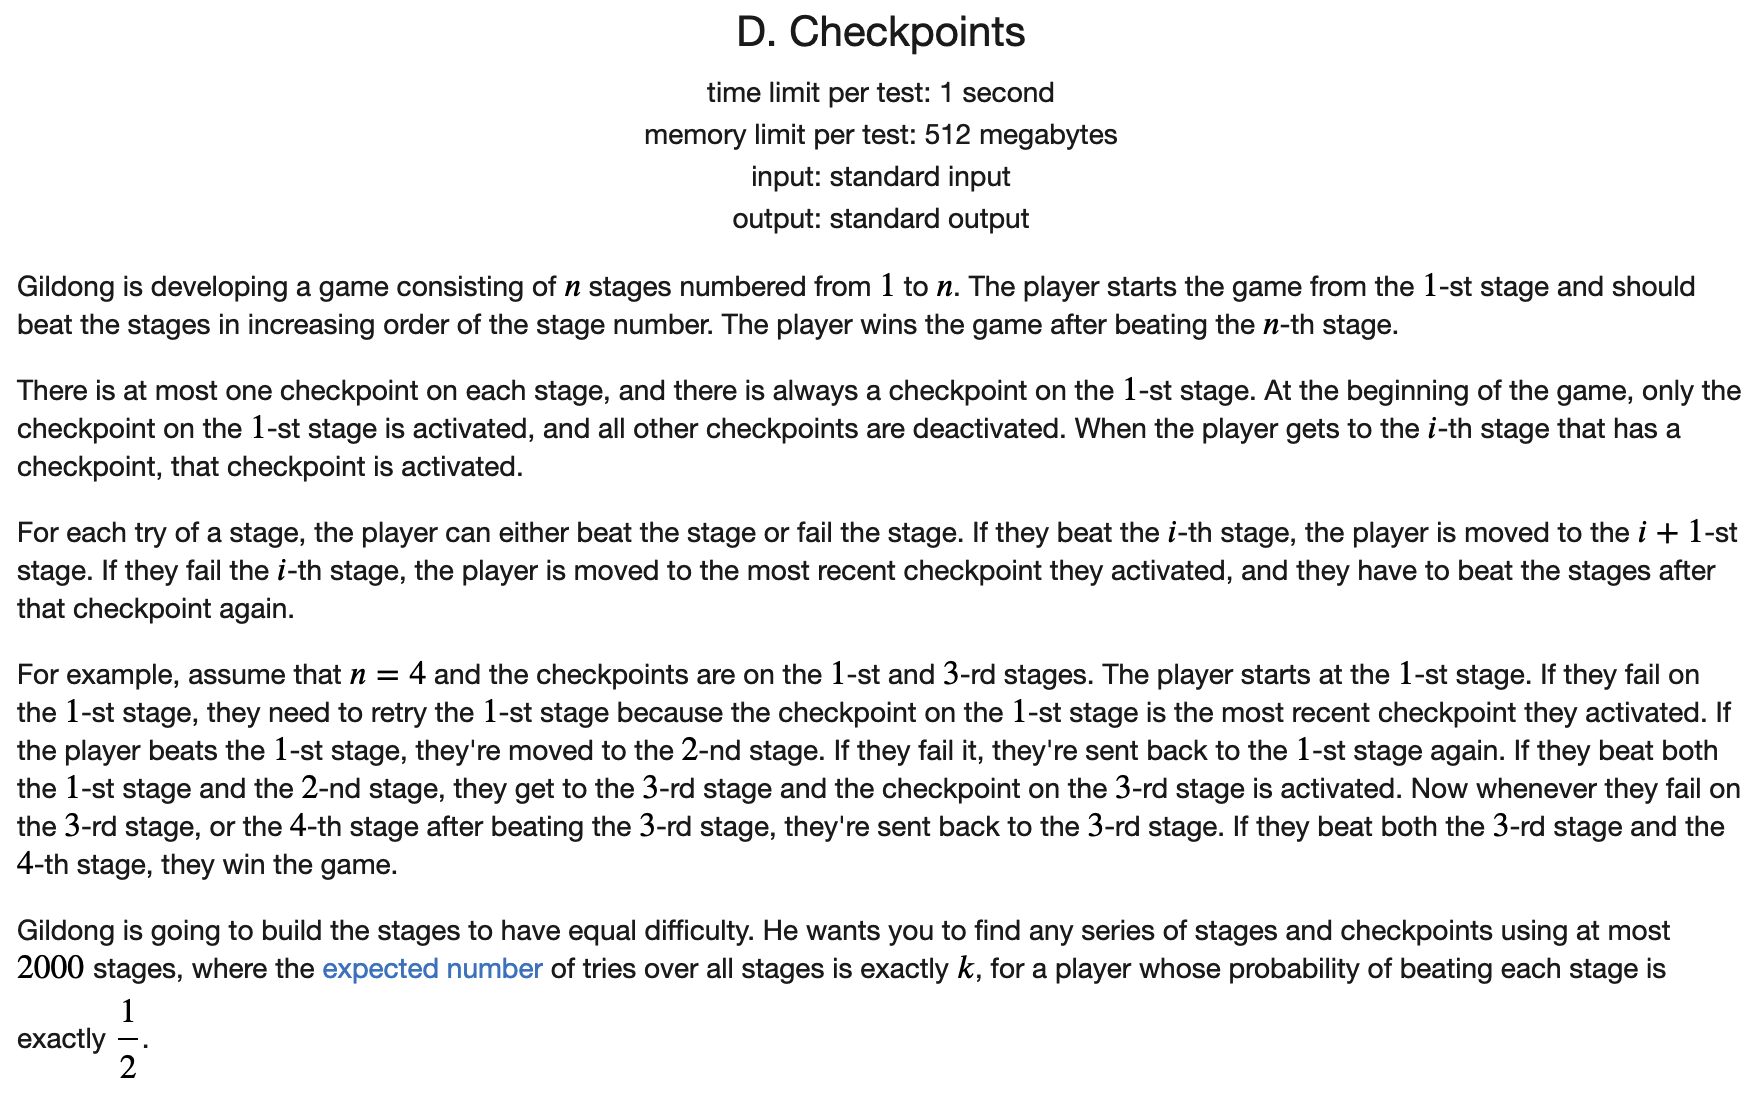 D. Checkpoints
time limit per test: 1 second
memory limit per test: 512 megabytes
input: standard input
output: standard output
Gildong is developing a game consisting of n stages numbered from 1 to n. The player starts the game from the 1-st stage and should
beat the stages in increasing order of the stage number. The player wins the game after beating the n-th stage.
There is at most one checkpoint on each stage, and there is always a checkpoint on the 1-st stage. At the beginning of the game, only the
checkpoint on the 1-st stage is activated, and all other checkpoints are deactivated. When the player gets to the i-th stage that has a
checkpoint, that checkpoint is activated.
For each try of a stage, the player can either beat the stage or fail the stage. If they beat the i-th stage, the player is moved to the i + 1-st
stage. If they fail the i-th stage, the player is moved to the most recent checkpoint they activated, and they have to beat the stages after
that checkpoint again.
For example, assume that n = 4 and the checkpoints are on the 1-st and 3-rd stages. The player starts at the 1-st stage. If they fail on
the 1-st stage, they need to retry the 1-st stage because the checkpoint on the 1-st stage is the most recent checkpoint they activated. If
the player beats the 1-st stage, they're moved to the 2-nd stage. If they fail it, they're sent back to the 1-st stage again. If they beat both
the 1-st stage and the 2-nd stage, they get to the 3-rd stage and the checkpoint on the 3-rd stage is activated. Now whenever they fail on
the 3-rd stage, or the 4-th stage after beating the 3-rd stage, they're sent back to the 3-rd stage. If they beat both the 3-rd stage and the
4-th stage, they win the game.
Gildong is going to build the stages to have equal difficulty. He wants you to find any series of stages and checkpoints using at most
2000 stages, where the expected number of tries over all stages is exactly k, for a player whose probability of beating each stage is
exactly 1/2.